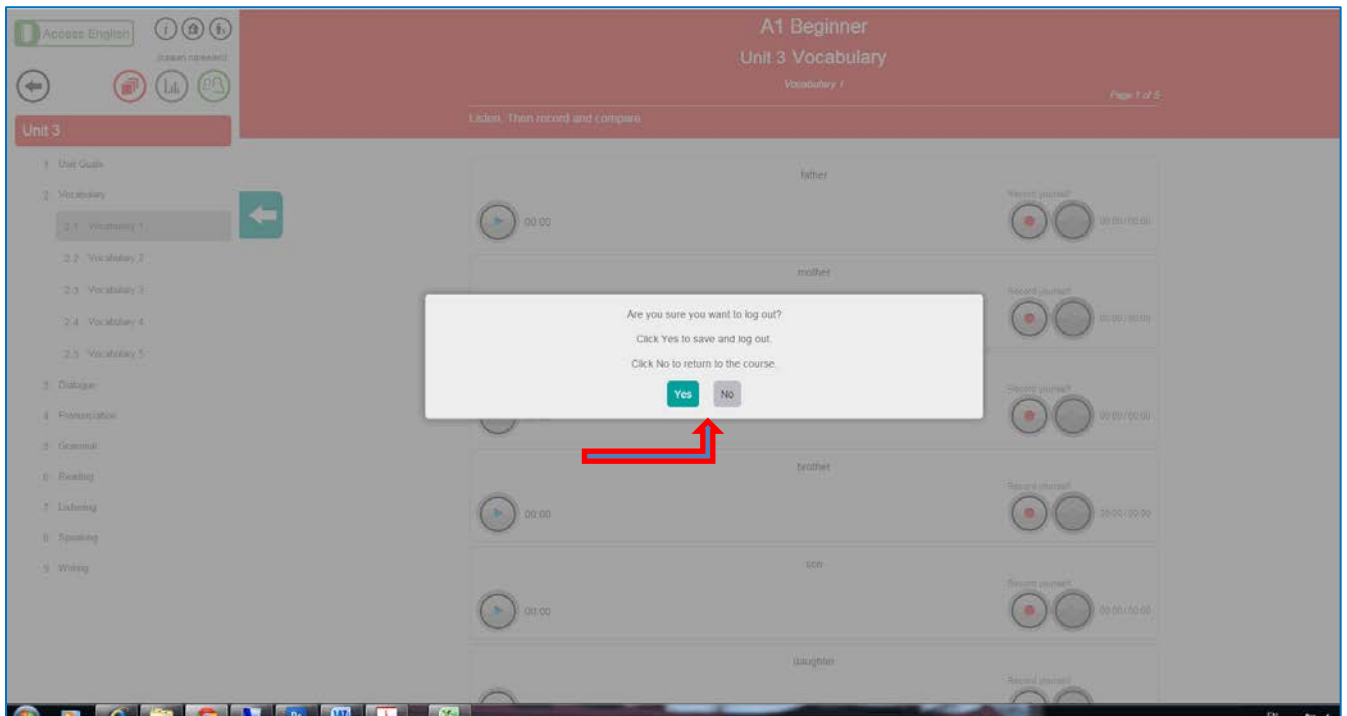 Access English
A1 Beginner
Unit 3 Vocabulary
Vocabulary 1
Page 1 of 5
Listen. Then record and compare.
Unit 3
1 Unit Goals
2 Vocabulary
2.1 Vocabulary 1
2.2 Vocabulary 2
2.3 Vocabulary 3
2.4 Vocabulary 4
2.5 Vocabulary 5
3 Dialogue
4 Pronunciation
5 Grammar
6 Reading
7 Listening
8 Speaking
9 Writing
father
Record yourself
00:00
00:00 / 00:00
mother
Record yourself
00:00 / 00:00
Are you sure you want to log out?
Click Yes to save and log out.
Click No to return to the course.
Yes No
Record yourself
00:00 / 00:00
brother
Record yourself
00:00
00:00 / 00:00
son
Record yourself
00:00
00:00 / 00:00
daughter
Record yourself
EN